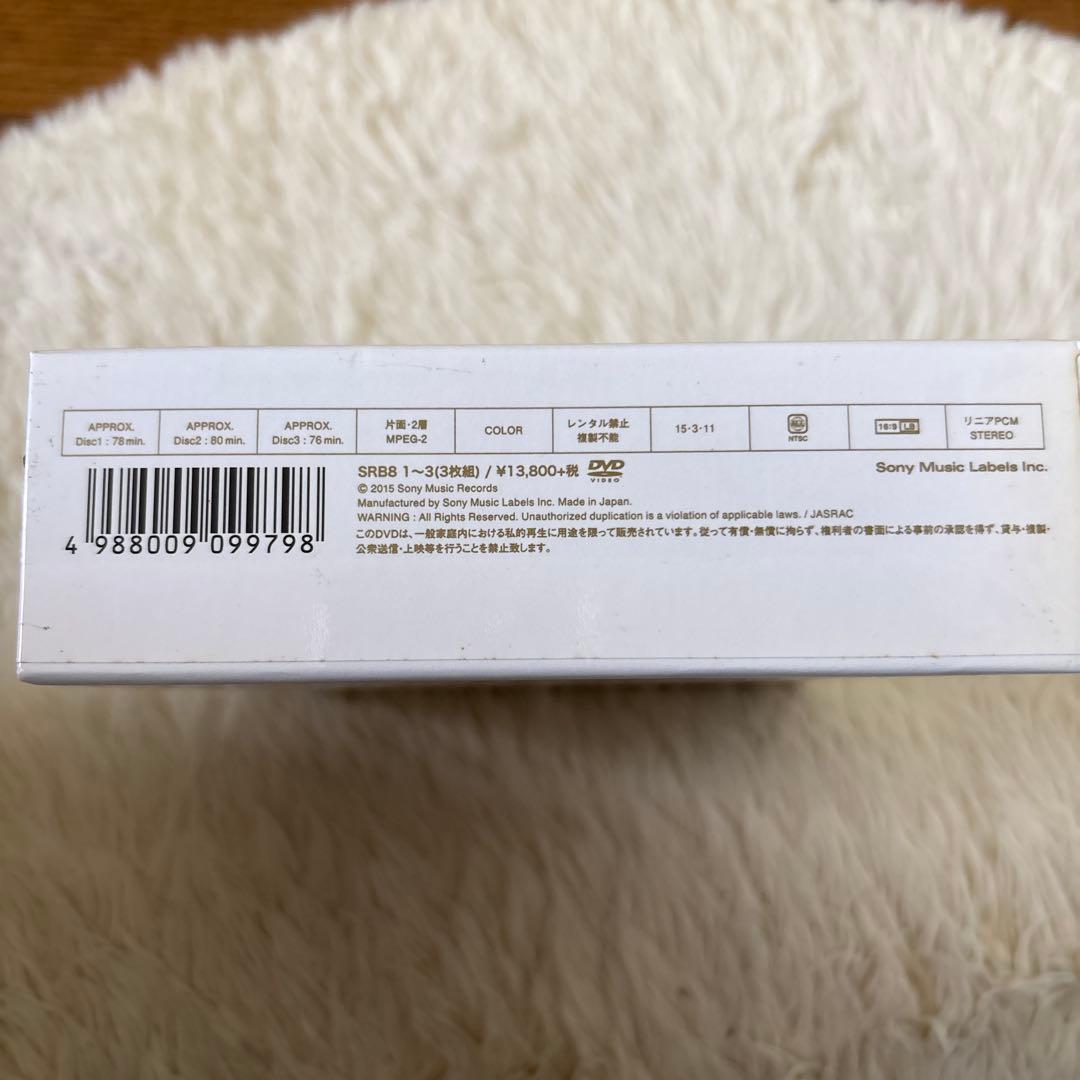 APPROX.
Disc1 : 78 min.
APPROX.
Disc2 : 80 min.
APPROX.
Disc3 : 76 min.
片面・2層
MPEG-2
COLOR
レンタル禁止
複製不能
15・3・11
ALL
NTSC
16:9 LB
リニアPCM
STEREO
SRB8 1〜3(3枚組) / ¥13,800+税 DVD VIDEO
Sony Music Labels Inc.
© 2015 Sony Music Records
Manufactured by Sony Music Labels Inc. Made in Japan.
WARNING : All Rights Reserved. Unauthorized duplication is a violation of applicable laws. / JASRAC
このDVDは、一般家庭内における私的再生に用途を限って販売されています。従って有償・無償に拘らず、権利者の書面による事前の承認を得ず、貸与・複製・
公衆送信・上映等を行うことを禁止致します。
4 988009 099798